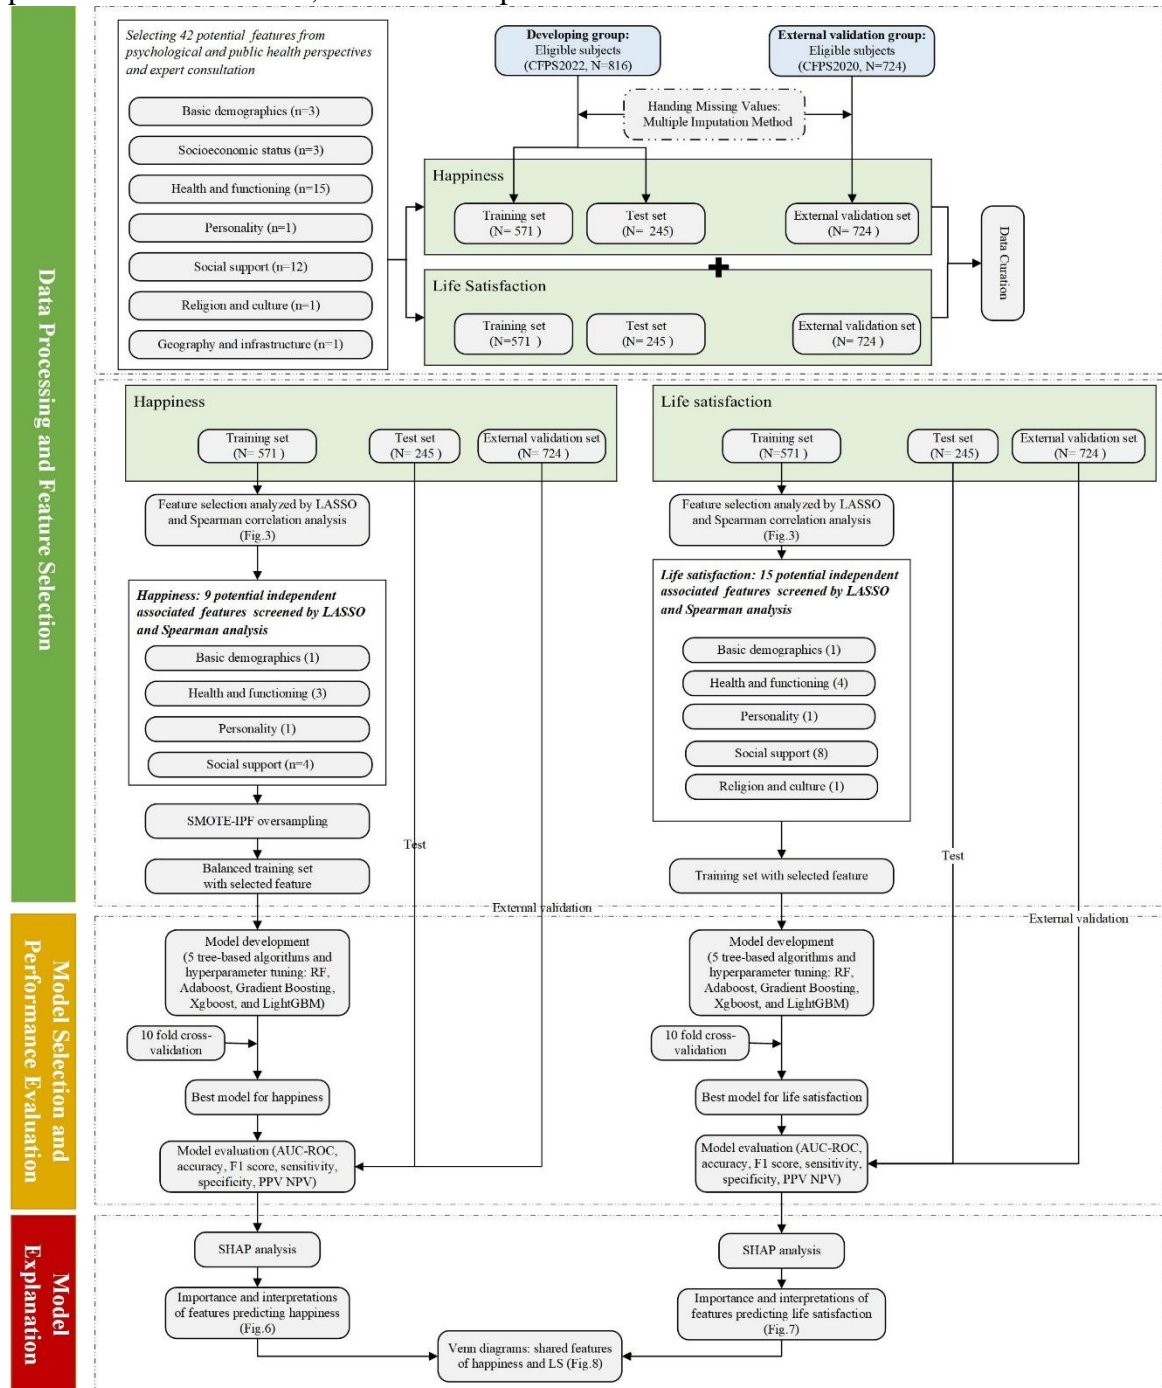 Data Processing and Feature Selection
Selecting 42 potential features from
psychological and public health perspectives
and expert consultation
Basic demographics (n=3)
Socioeconomic status (n=3)
Health and functioning (n=15)
Personality (n=1)
Social support (n=12)
Religion and culture (n=1)
Geography and infrastructure (n=1)
Developing group:
Eligible subjects
(CFPS2022, N=816)
External validation group:
Eligible subjects
(CFPS2020, N=724)
Handing Missing Values:
Multiple Imputation Method
Happiness
Training set
(N= 571 )
Test set
(N= 245)
External validation set
(N= 724 )
Life Satisfaction
Training set
(N=571 )
Test set
(N= 245 )
External validation set
(N= 724 )
Data Curation
Happiness
Training set
(N= 571 )
Test set
(N= 245 )
External validation set
(N= 724 )
Feature selection analyzed by LASSO
and Spearman correlation analysis
(Fig.3)
Happiness: 9 potential independent
associated features screened by LASSO
and Spearman analysis
Basic demographics (1)
Health and functioning (3)
Personality (1)
Social support (n=4)
SMOTE-IPF oversampling
Balanced training set
with selected feature
Test
External validation
Life satisfaction
Training set
(N=571 )
Test set
(N= 245)
External validation set
(N= 724 )
Feature selection analyzed by LASSO
and Spearman correlation analysis
(Fig.3)
Life satisfaction: 15 potential independent
associated features screened by LASSO
and Spearman analysis
Basic demographics (1)
Health and functioning (4)
Personality (1)
Social support (8)
Religion and culture (1)
Training set with selected feature
Test
External validation
Model Selection and
Performance Evaluation
Model development
(5 tree-based algorithms and
hyperparameter tuning: RF,
Adaboost, Gradient Boosting,
Xgboost, and LightGBM)
10 fold cross-
validation
Best model for happiness
Model evaluation (AUC-ROC,
accuracy, F1 score, sensitivity,
specificity, PPV NPV)
Model development
(5 tree-based algorithms and
hyperparameter tuning: RF,
Adaboost, Gradient Boosting,
Xgboost, and LightGBM)
10 fold cross-
validation
Best model for life satisfaction
Model evaluation (AUC-ROC,
accuracy, F1 score, sensitivity,
specificity, PPV NPV)
Model
Explanation
SHAP analysis
Importance and interpretations
of features predicting happiness
(Fig.6)
SHAP analysis
Importance and interpretations of
features predicting life satisfaction
(Fig.7)
Venn diagrams: shared features
of happiness and LS (Fig.8)